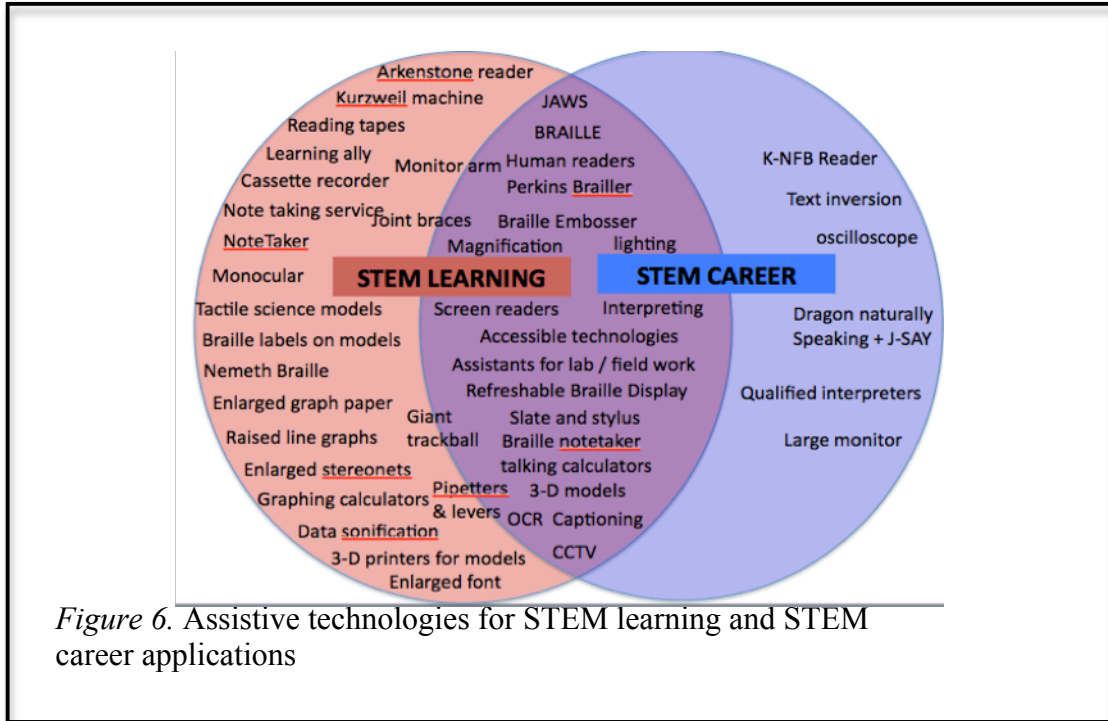 Arkenstone reader
Kurzweil machine
JAWS
Reading tapes
BRAILLE
Learning ally
Monitor arm
Human readers
K-NFB Reader
Cassette recorder
Perkins Brailler
Text inversion
Note taking service
Joint braces
Braille Embosser
NoteTaker
Magnification
lighting
oscilloscope
Monocular
STEM LEARNING
STEM CAREER
Tactile science models
Screen readers
Interpreting
Dragon naturally
Speaking + J-SAY
Braille labels on models
Accessible technologies
Nemeth Braille
Assistants for lab / field work
Refreshable Braille Display
Qualified interpreters
Enlarged graph paper
Giant
trackball
Slate and stylus
Raised line graphs
Braille notetaker
Large monitor
Enlarged stereonets
talking calculators
Graphing calculators
Pipetters
& levers
3-D models
OCR Captioning
Data sonification
CCTV
3-D printers for models
Enlarged font
Figure 6. Assistive technologies for STEM learning and STEM
career applications